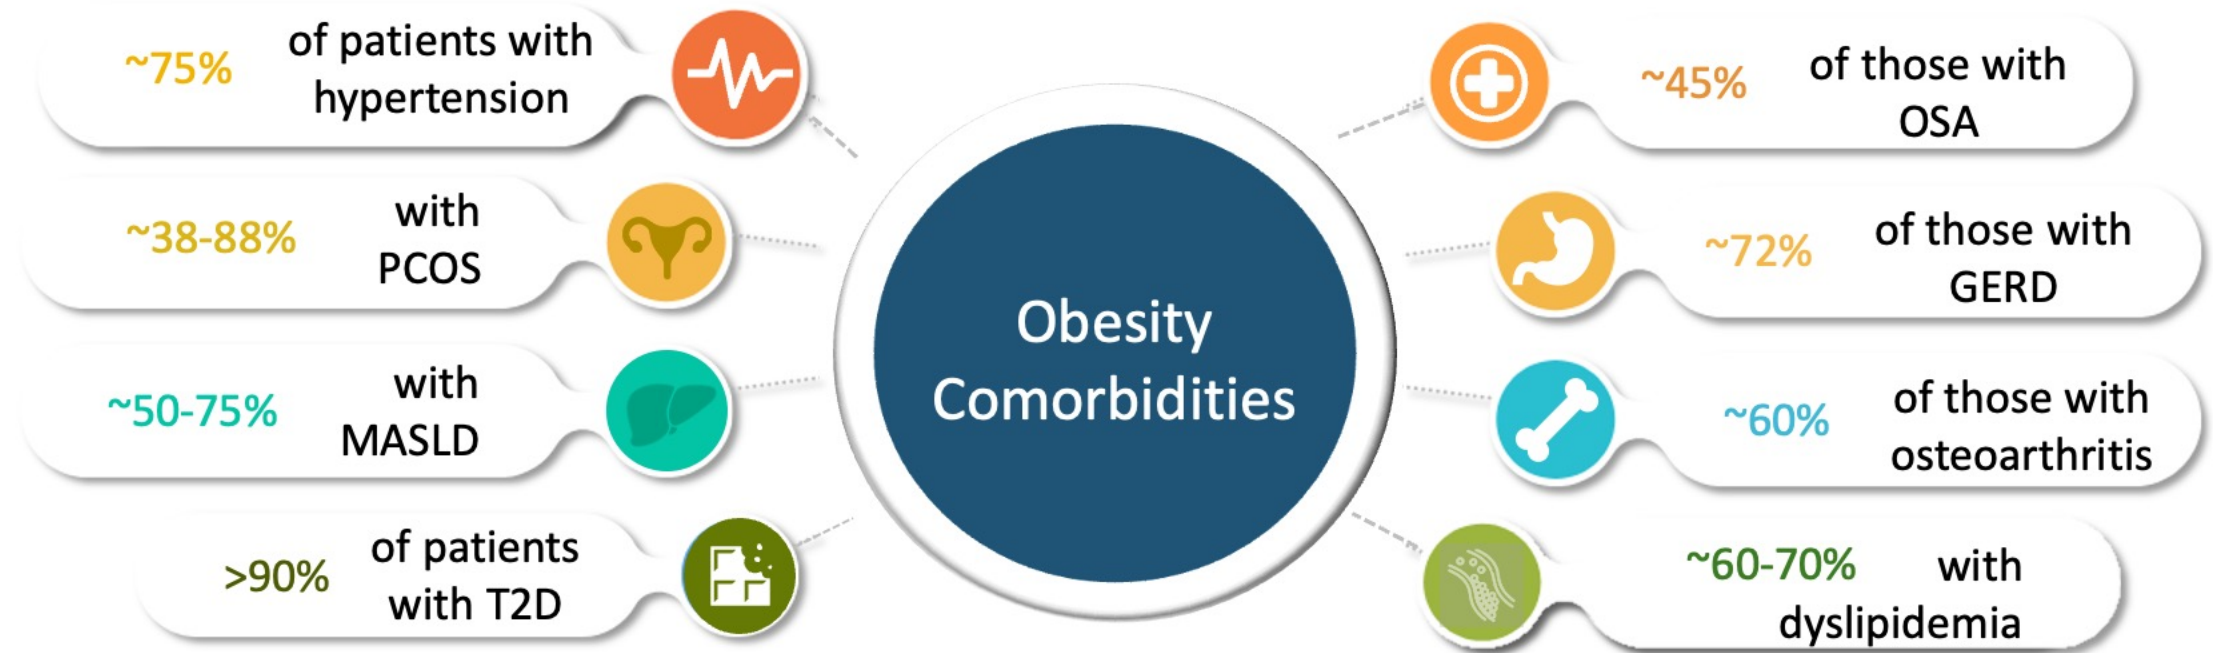 ~75%
of patients with
hypertension
~38-88%
with
PCOS
~50-75%
with
MASLD
>90%
of patients
with T2D
Obesity
Comorbidities
~45%
of those with
OSA
~72%
of those with
GERD
~60%
of those with
osteoarthritis
~60-70% with
dyslipidemia